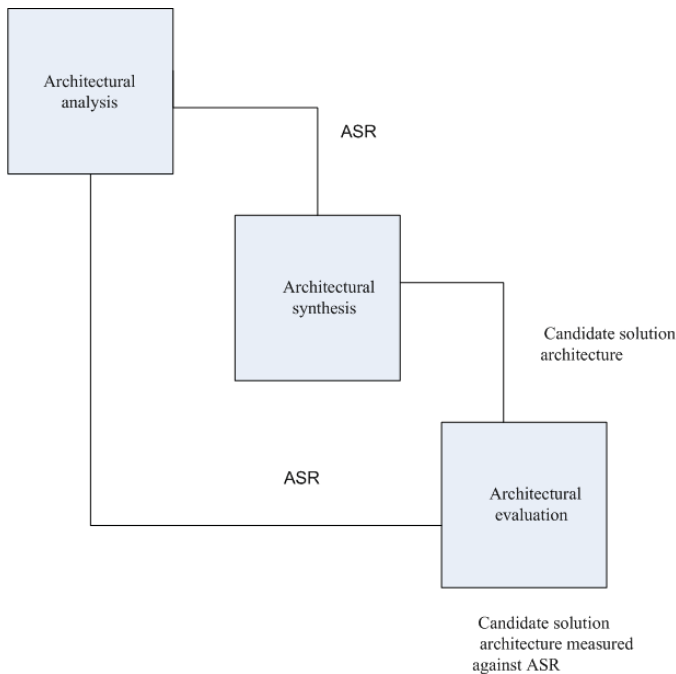 Architectural
analysis
ASR
Architectural
synthesis
Candidate solution
architecture
ASR
Architectural
evaluation
Candidate solution
architecture measured
against ASR